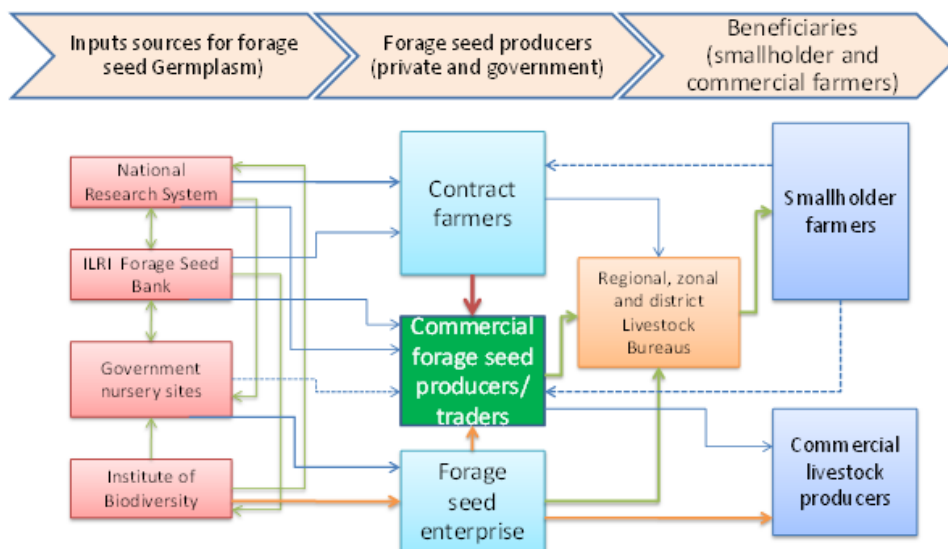 Inputs sources for forage
seed Germplasm)
Forage seed producers
(private and government)
Beneficiaries
(smallholder and
commercial farmers)
National
Research System
ILRI Forage Seed
Bank
Government
nursery sites
Institute of
Biodiversity
Contract
farmers
Commercial
forage seed
producers/
traders
Forage
seed
enterprise
Regional, zonal
and district
Livestock
Bureaus
Smallholder
farmers
Commercial
livestock
producers